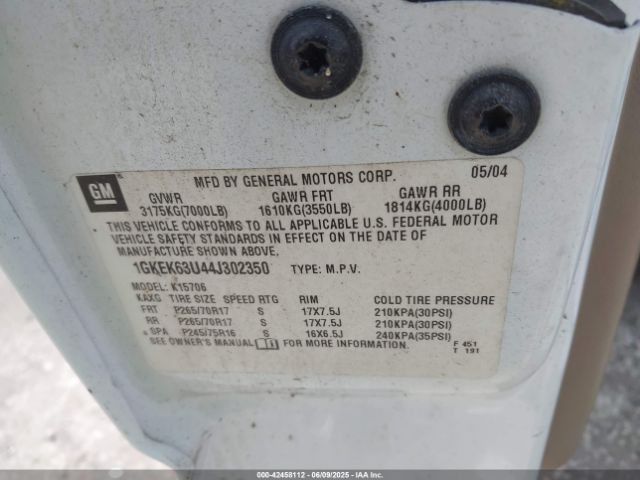 GM
MFD BY GENERAL MOTORS CORP. 05/04
GVWR GAWR FRT GAWR RR
3175KG(7000LB) 1610KG(3550LB) 1814KG(4000LB)
THIS VEHICLE CONFORMS TO ALL APPLICABLE U.S. FEDERAL MOTOR
VEHICLE SAFETY STANDARDS IN EFFECT ON THE DATE OF
MANUFACTURE SHOWN ABOVE.
1GKEK63U44J302350 TYPE: M.P.V.
MODEL: K15706
KAXG TIRE SIZE SPEED RTG RIM COLD TIRE PRESSURE
FRT P265/70R17 S 17X7.5J 210KPA(30PSI)
RR P265/70R17 S 17X7.5J 210KPA(30PSI)
SPA P245/75R16 S 16X6.5J 240KPA(35PSI)
SEE OWNER'S MANUAL FOR MORE INFORMATION.
F 451
T 191
000-42458112 - 06/09/2025 - COPYRIGHT IAA, LLC